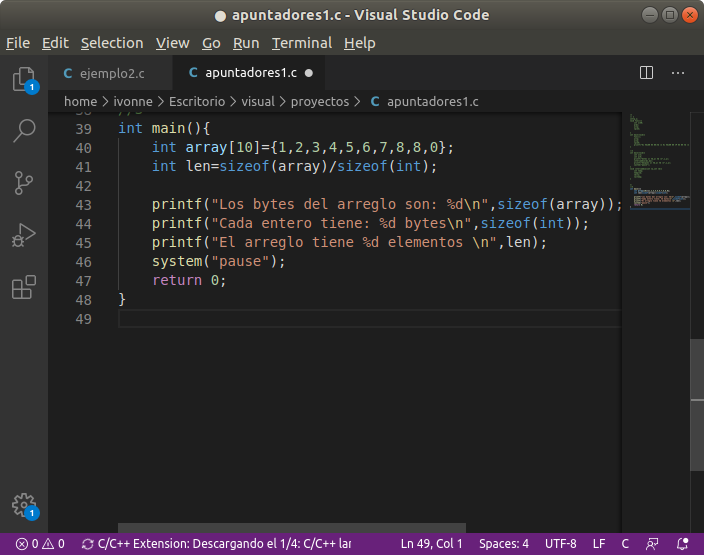 ● apuntadores1.c - Visual Studio Code
File Edit Selection View Go Run Terminal Help
ejemplo2.c apuntadores1.c ●
home > ivonne > Escritorio > visual > proyectos > C apuntadores1.c
39 int main(){
40 int array[10]={1,2,3,4,5,6,7,8,8,0};
41 int len=sizeof(array)/sizeof(int);
42
43 printf("Los bytes del arreglo son: %d\n",sizeof(array));
44 printf("Cada entero tiene: %d bytes\n",sizeof(int));
45 printf("El arreglo tiene %d elementos \n",len);
46 system("pause");
47 return 0;
48 }
49
1
1
0 0 C/C++ Extension: Descargando el 1/4: C/C++ lar Ln 49, Col 1 Spaces: 4 UTF-8 LF C